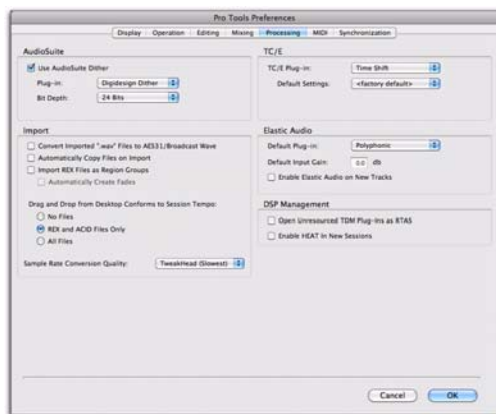 Pro Tools Preferences
Display Operation Editing Mixing Processing MIDI Synchronization
AudioSuite
Use AudioSuite Dither
Plug-in: Digidesign Dither
Bit Depth: 24 Bits
Import
Convert Imported ".wav" Files to AES31/Broadcast Wave
Automatically Copy Files on Import
Import REX Files as Region Groups
Automatically Create Fades
Drag and Drop from Desktop Conforms to Session Tempo:
No Files
REX and ACID Files Only
All Files
Sample Rate Conversion Quality: TweakHead (Slowest)
TC/E
TC/E Plug-in: Time Shift
Default Settings: <factory default>
Elastic Audio
Default Plug-in: Polyphonic
Default Input Gain: 0.0 db
Enable Elastic Audio on New Tracks
DSP Management
Open Unresourced TDM Plug-Ins as RTAS
Enable HEAT in New Sessions
Cancel OK